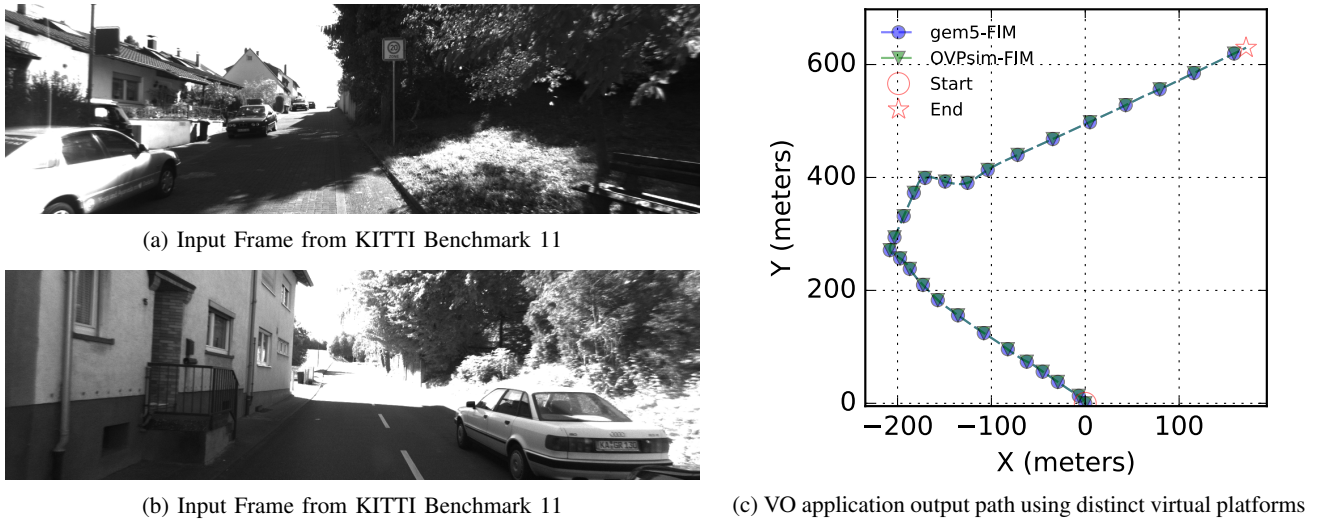 20
(a) Input Frame from KITTI Benchmark 11
(b) Input Frame from KITTI Benchmark 11
gem5-FIM
OVPsim-FIM
Start
End
600
400
200
0
Y (meters)
−200 −100 0 100
X (meters)
(c) VO application output path using distinct virtual platforms